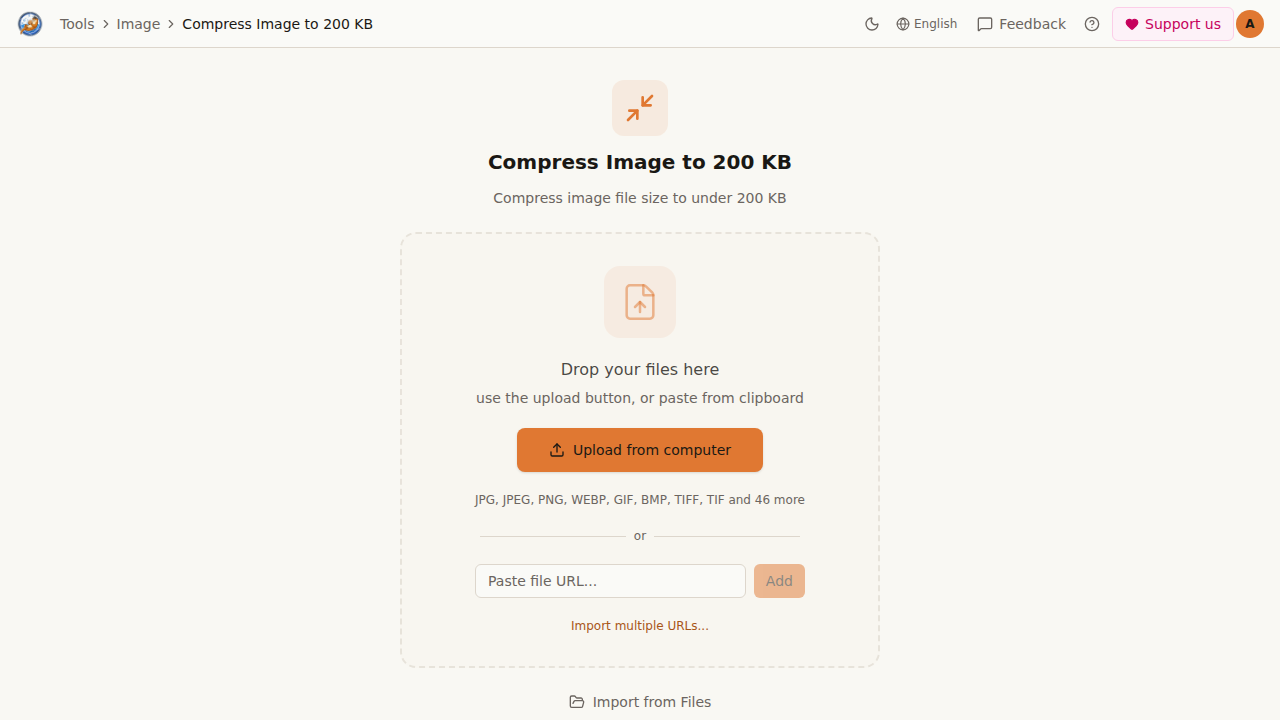 Tools > Image > Compress Image to 200 KB
English
Feedback
Support us
A
Compress Image to 200 KB
Compress image file size to under 200 KB
Drop your files here
use the upload button, or paste from clipboard
Upload from computer
JPG, JPEG, PNG, WEBP, GIF, BMP, TIFF, TIF and 46 more
or
Paste file URL...
Add
Import multiple URLs...
Import from Files